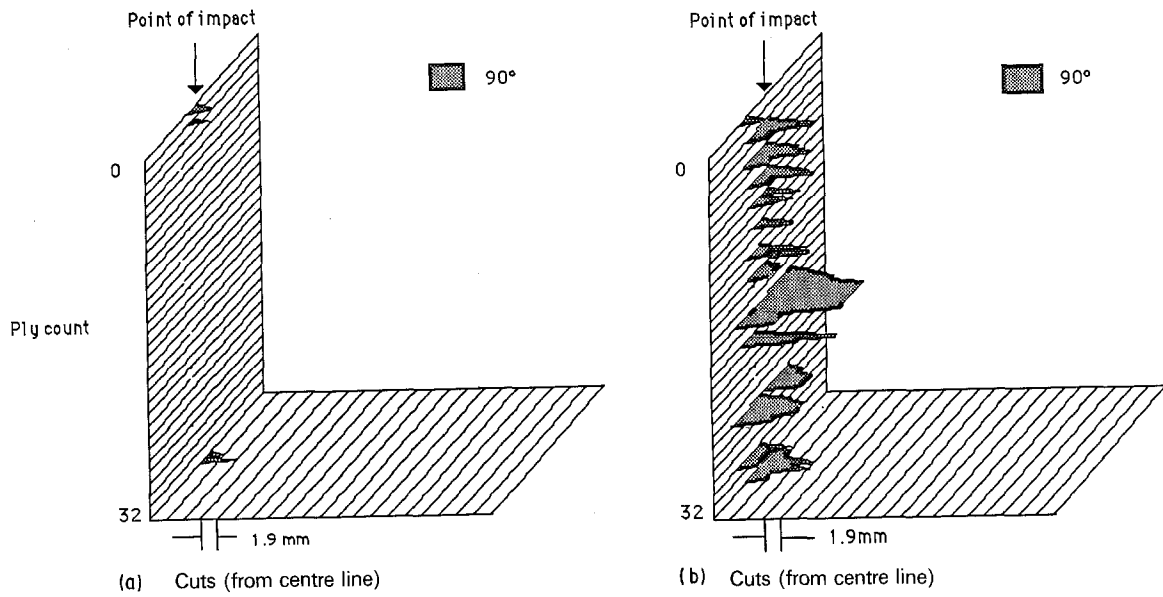 Point of impact
90°
0
Ply count
32
1.9 mm
(a) Cuts (from centre line)
Point of impact
90°
0
32
1.9mm
(b) Cuts (from centre line)